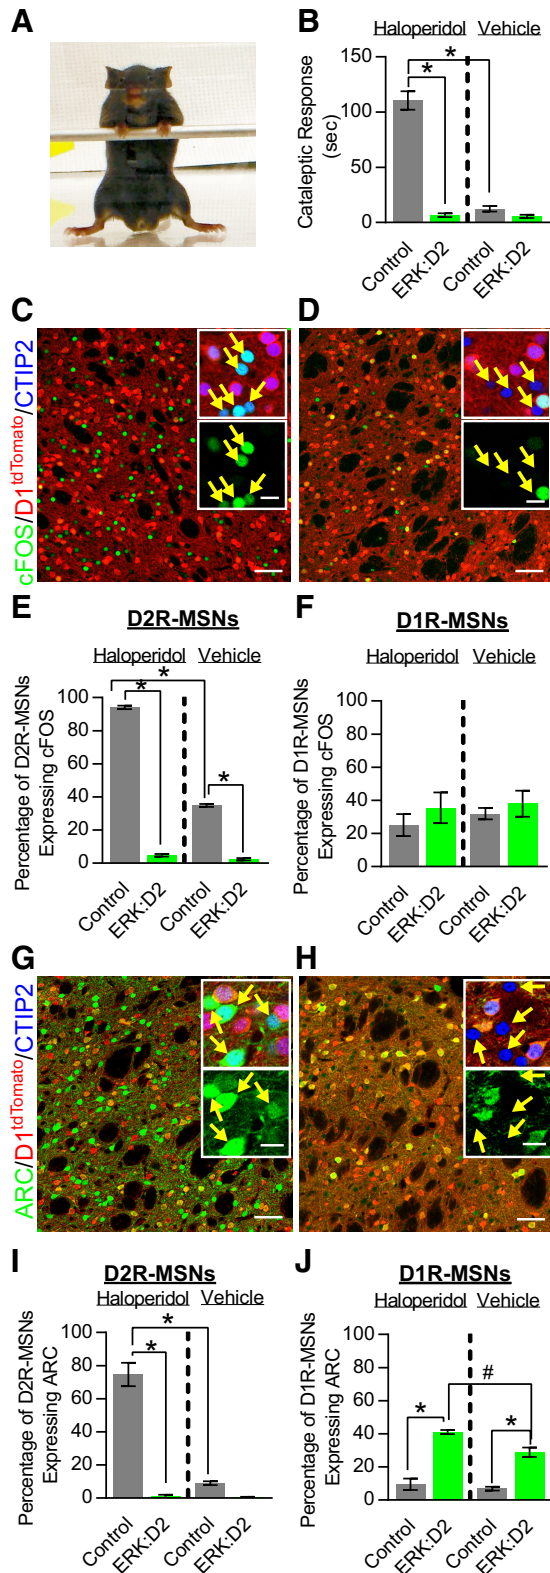 A
B
Haloperidol Vehicle
Cataleptic Response
(sec)
150
100
50
0
*
*
Control
ERK:D2
Control
ERK:D2
C
D
cFOS/D1tdTomato/CTIP2
E
D2R-MSNs
Haloperidol Vehicle
Percentage of D2R-MSNs
Expressing cFOS
100
80
60
40
20
0
*
*
*
Control
ERK:D2
Control
ERK:D2
F
D1R-MSNs
Haloperidol Vehicle
Percentage of D1R-MSNs
Expressing cFOS
100
80
60
40
20
0
Control
ERK:D2
Control
ERK:D2
G
H
ARC/D1tdTomato/CTIP2
I
D2R-MSNs
Haloperidol Vehicle
Percentage of D2R-MSNs
Expressing ARC
100
80
60
40
20
0
*
*
Control
ERK:D2
Control
ERK:D2
J
D1R-MSNs
Haloperidol Vehicle
Percentage of D1R-MSNs
Expressing ARC
100
80
60
40
20
0
*
#
*
Control
ERK:D2
Control
ERK:D2